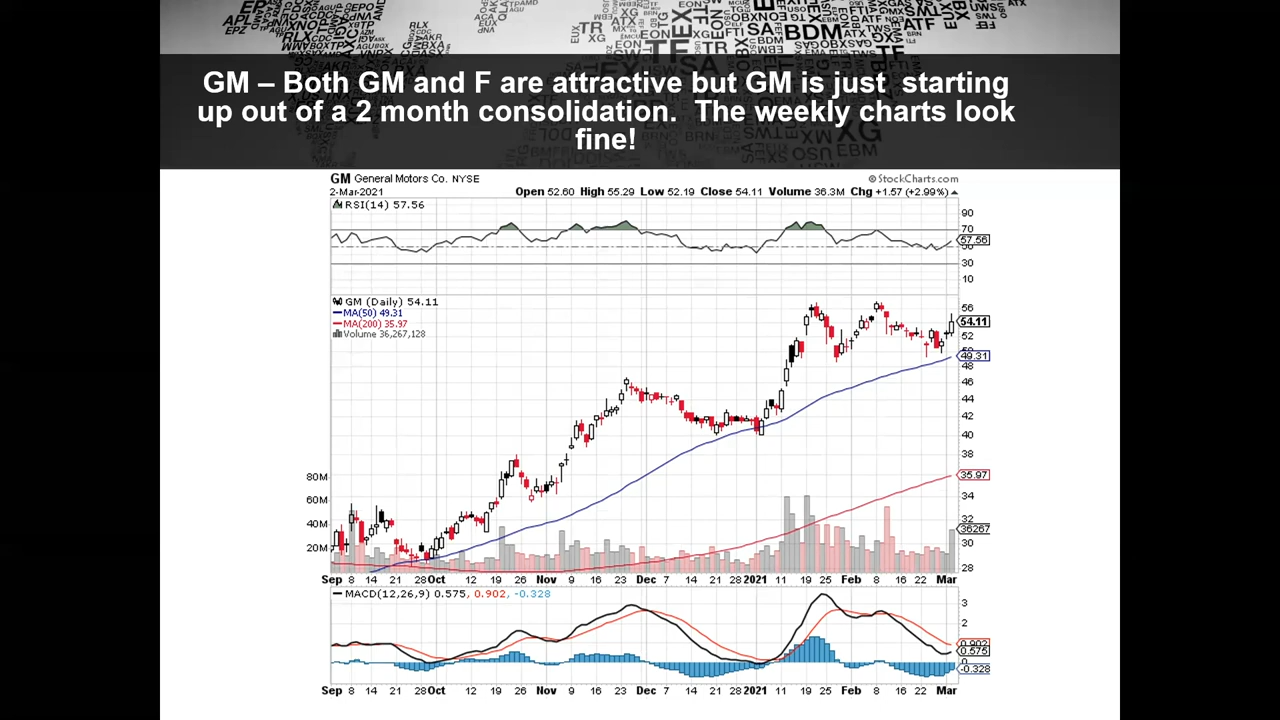 GM – Both GM and F are attractive but GM is just  starting
up out of a 2 month consolidation.  The weekly charts look
fine!
GM General Motors Co. NYSE
© StockCharts.com
2-Mar-2021
Open 52.60 High 55.29 Low 52.19 Close 54.11 Volume 36.3M Chg +1.57 (+2.99%)
RSI(14) 57.56
90
70
57.56
30
10
GM (Daily) 54.11
MA(50) 49.31
MA(200) 35.97
Volume 36,267,128
56
54.11
52
49.31
48
46
44
42
40
38
35.97
34
32
36267
30
28
80M
60M
40M
20M
Sep 8 14 21 28 Oct 12 19 26 Nov 9 16 23 Dec 7 14 21 28 2021 11 19 25 Feb 8 16 22 Mar
MACD(12,26,9) 0.575, 0.902, -0.328
3
2
0.902
0.575
0
-0.328
Sep 8 14 21 28 Oct 12 19 26 Nov 9 16 23 Dec 7 14 21 28 2021 11 19 25 Feb 8 16 22 Mar